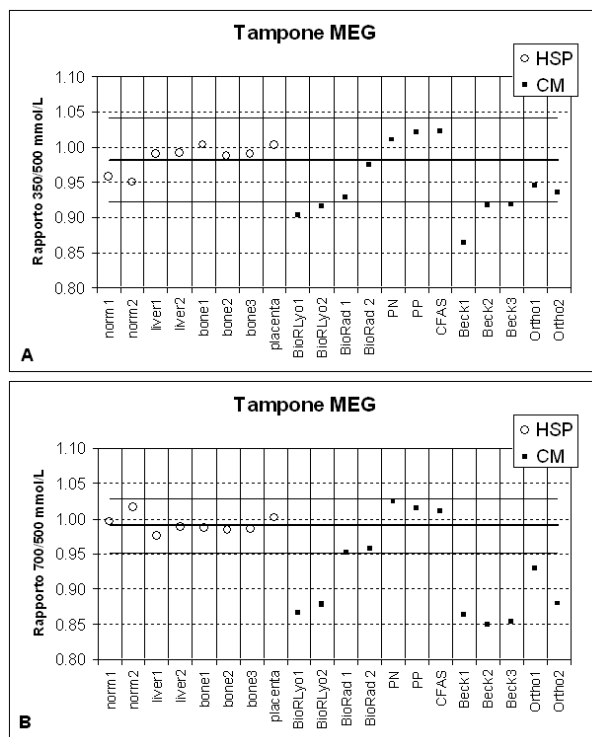 Tampone MEG
HSP
CM
Rapporto 350/500 mmol/L
1.10
1.05
1.00
0.95
0.90
0.85
0.80
norm1
norm2
liver1
liver2
bone1
bone2
bone3
placenta
BioRLyo1
BioRLyo2
BioRad 1
BioRad 2
PN
PP
CFAS
Beck1
Beck2
Beck3
Ortho1
Ortho2
A
Tampone MEG
HSP
CM
Rapporto 700/500 mmol/L
1.10
1.05
1.00
0.95
0.90
0.85
0.80
norm1
norm2
liver1
liver2
bone1
bone2
bone3
placenta
BioRLyo1
BioRLyo2
BioRad 1
BioRad 2
PN
PP
CFAS
Beck1
Beck2
Beck3
Ortho1
Ortho2
B